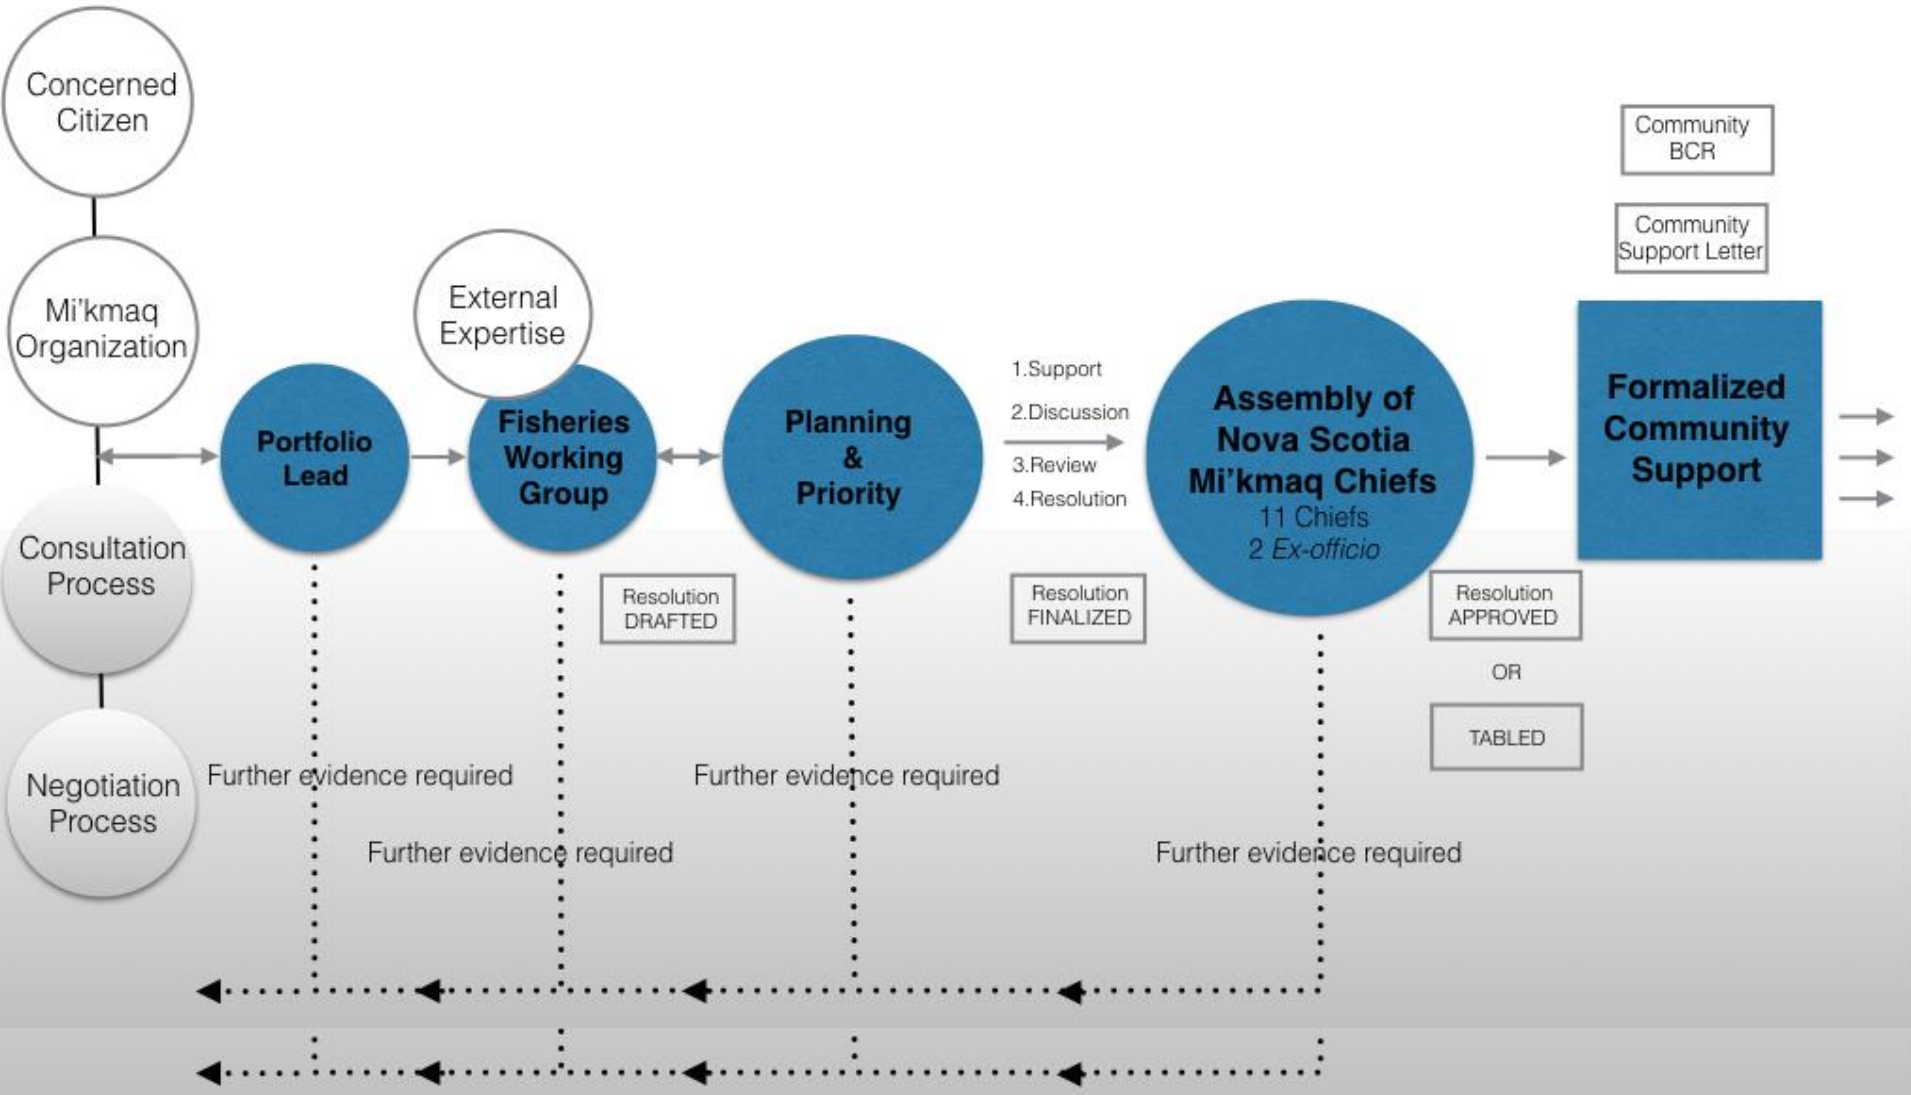 Concerned
Citizen
Mi'kmaq
Organization
Consultation
Process
Negotiation
Process
Portfolio
Lead
External
Expertise
Fisheries
Working
Group
Resolution
DRAFTED
Planning
&
Priority
1.Support
2.Discussion
3.Review
4.Resolution
Resolution
FINALIZED
Assembly of
Nova Scotia
Mi'kmaq Chiefs
11 Chiefs
2 Ex-officio
Resolution
APPROVED
OR
TABLED
Community
BCR
Community
Support Letter
Formalized
Community
Support
Further evidence required
Further evidence required
Further evidence required
Further evidence required